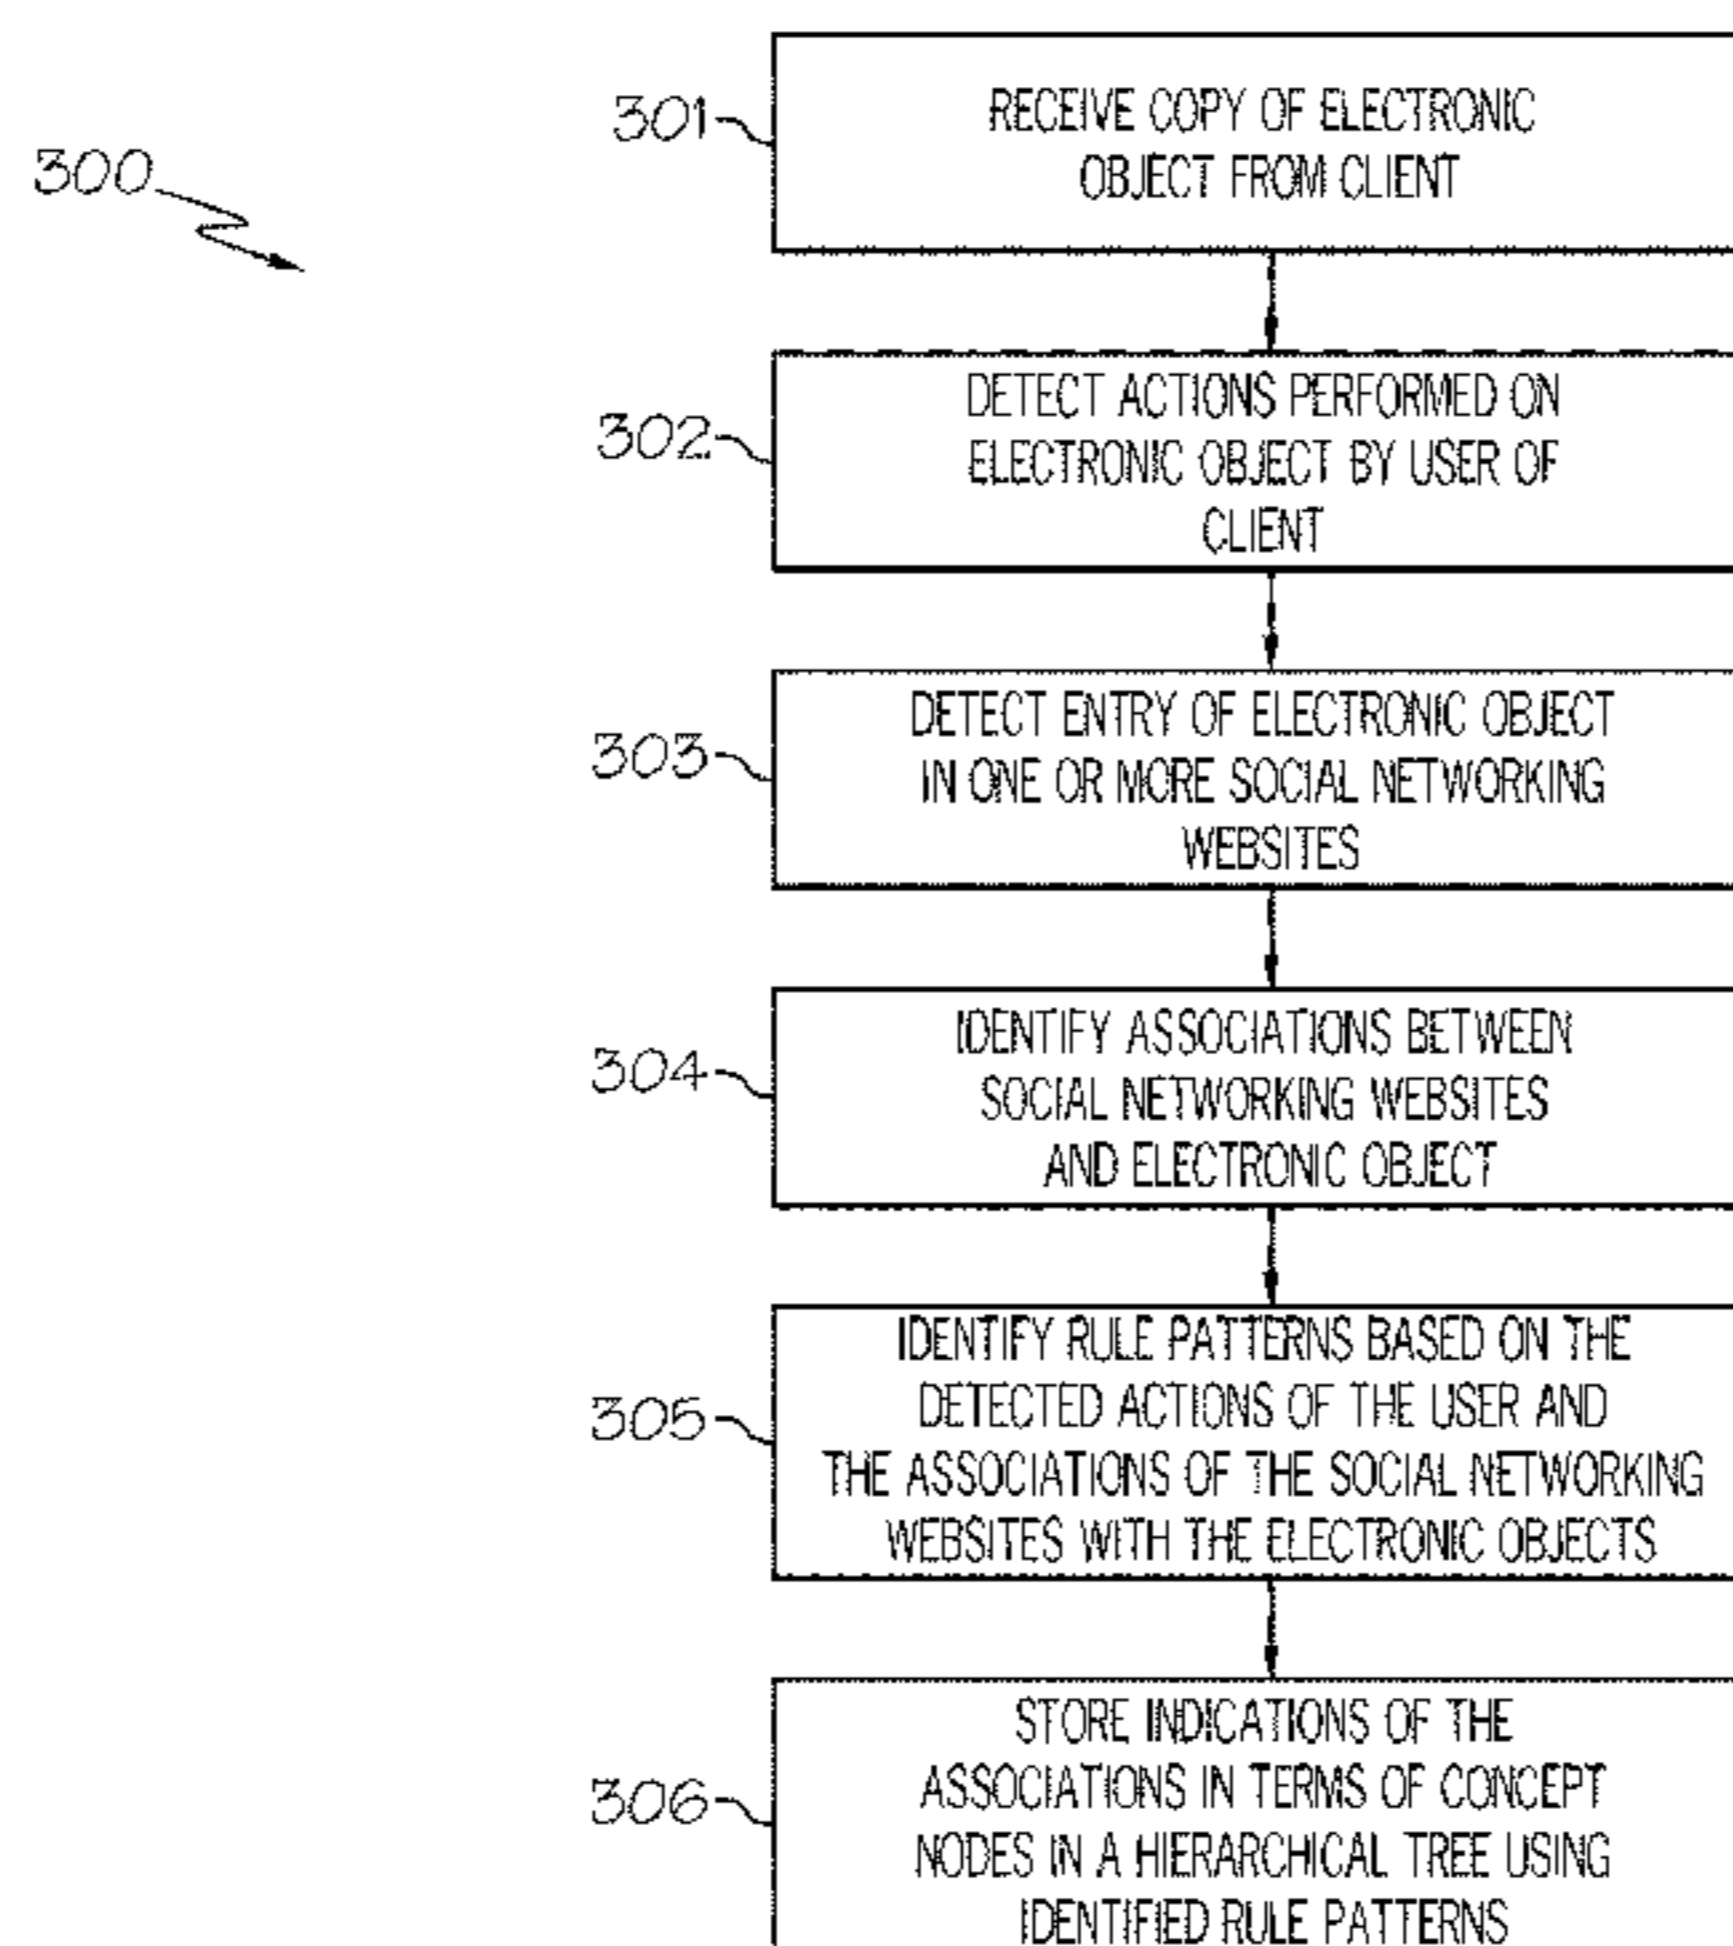 300
301
RECEIVE COPY OF ELECTRONIC
OBJECT FROM CLIENT
302
DETECT ACTIONS PERFORMED ON
ELECTRONIC OBJECT BY USER OF
CLIENT
303
DETECT ENTRY OF ELECTRONIC OBJECT
IN ONE OR MORE SOCIAL NETWORKING
WEBSITES
304
IDENTIFY ASSOCIATIONS BETWEEN
SOCIAL NETWORKING WEBSITES
AND ELECTRONIC OBJECT
305
IDENTIFY RULE PATTERNS BASED ON THE
DETECTED ACTIONS OF THE USER AND
THE ASSOCIATIONS OF THE SOCIAL NETWORKING
WEBSITES WITH THE ELECTRONIC OBJECTS
306
STORE INDICATIONS OF THE
ASSOCIATIONS IN TERMS OF CONCEPT
NODES IN A HIERARCHICAL TREE USING
IDENTIFIED RULE PATTERNS